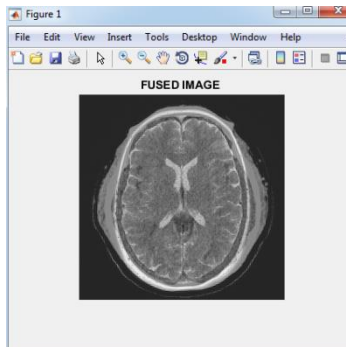 Figure 1
File Edit View Insert Tools Desktop Window Help
FUSED IMAGE